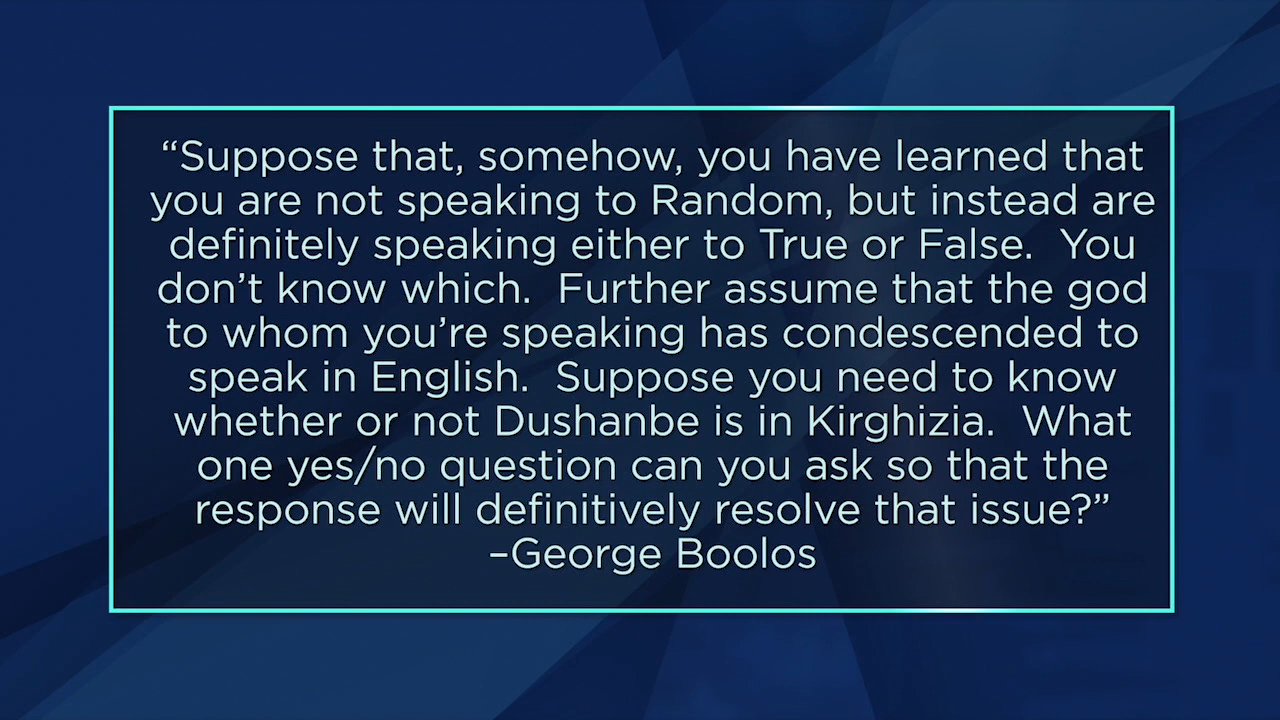 “Suppose that, somehow, you have learned that
you are not speaking to Random, but instead are
definitely speaking either to True or False.  You
don’t know which.  Further assume that the god
to whom you’re speaking has condescended to
speak in English.  Suppose you need to know
whether or not Dushanbe is in Kirghizia.  What
one yes/no question can you ask so that the
response will definitively resolve that issue?”
–George Boolos